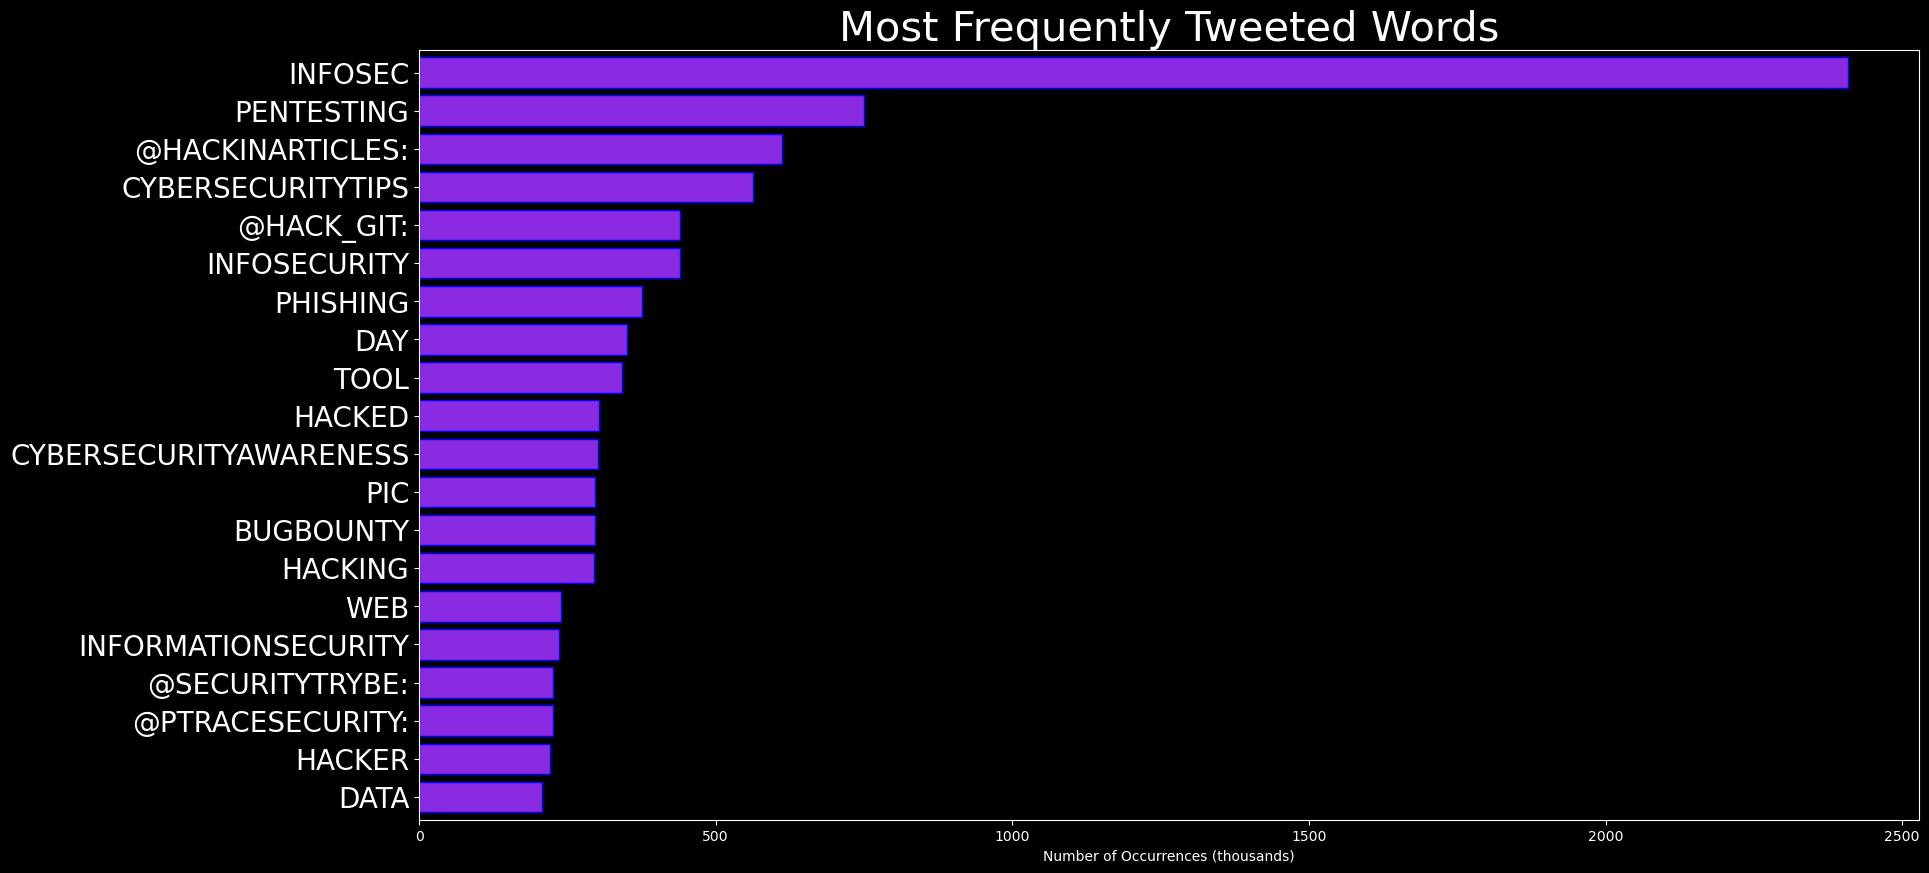 Most Frequently Tweeted Words
INFOSEC
PENTESTING
@HACKINARTICLES:
CYBERSECURITYTIPS
@HACK_GIT:
INFOSECURITY
PHISHING
DAY
TOOL
HACKED
CYBERSECURITYAWARENESS
PIC
BUGBOUNTY
HACKING
WEB
INFORMATIONSECURITY
@SECURITYTRYBE:
@PTRACESECURITY:
HACKER
DATA
0 500 1000 1500 2000 2500
Number of Occurrences (thousands)